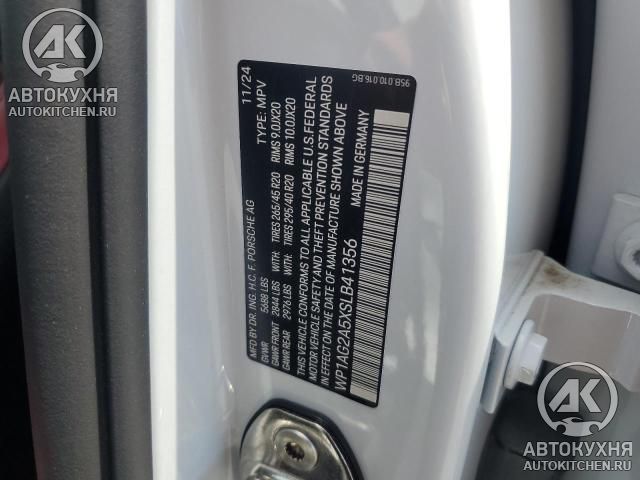 AK
АВТОКУХНЯ
AUTOKITCHEN.RU
11/24
95B.010.016.BG
MFD BY DR. ING. H.C. F. PORSCHE AG
TYPE: MPV
GVWR 5688 LBS
GAWR FRONT 2844 LBS WITH: TIRES 265/45 R20 RIMS 9.0JX20
GAWR REAR 2976 LBS WITH: TIRES 295/40 R20 RIMS 10.0JX20
THIS VEHICLE CONFORMS TO ALL APPLICABLE U.S.FEDERAL
MOTOR VEHICLE SAFETY AND THEFT PREVENTION STANDARDS
IN EFFECT ON THE DATE OF MANUFACTURE SHOWN ABOVE
WP1AG2A5XSLB41356
MADE IN GERMANY
AK
АВТОКУХНЯ
AUTOKITCHEN.RU